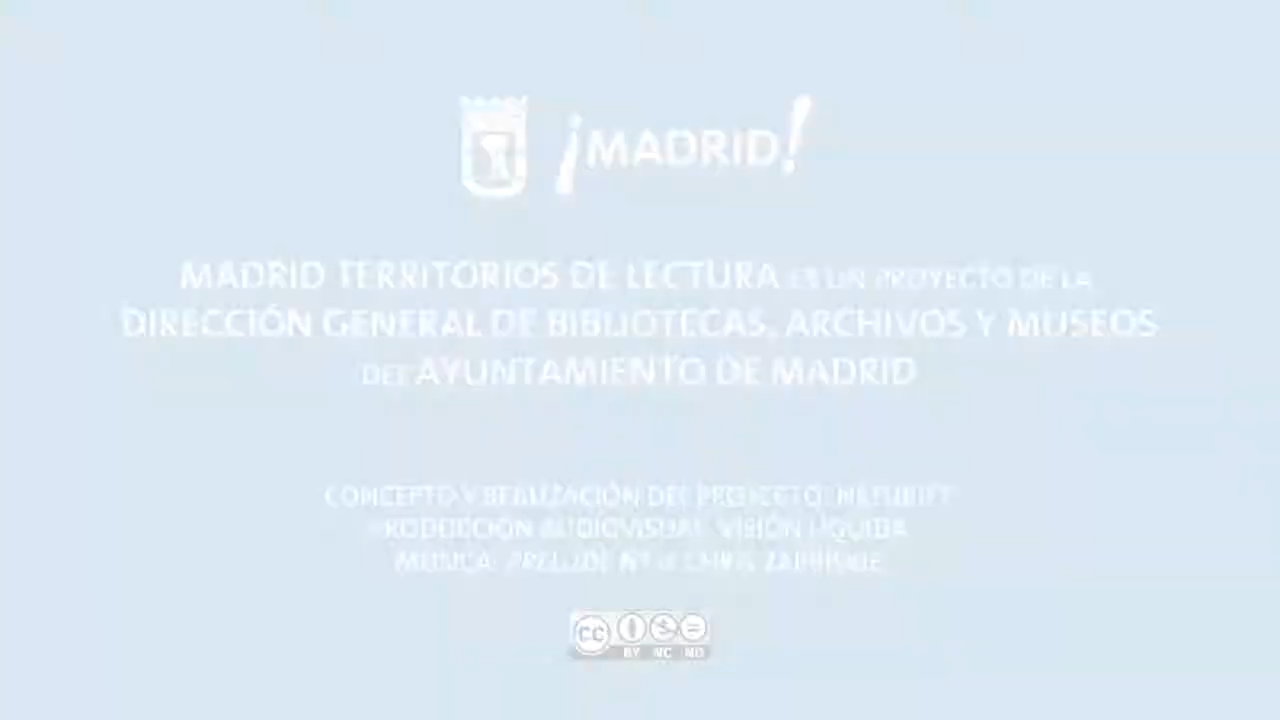 ¡MADRID!
MADRID TERRITORIOS DE LECTURA ES UN PROYECTO DE LA
DIRECCIÓN GENERAL DE BIBLIOTECAS, ARCHIVOS Y MUSEOS
DEL AYUNTAMIENTO DE MADRID
CONCEPTO Y REALIZACIÓN DEL PROYECTO:
PRODUCCIÓN AUDIOVISUAL: VISIÓN LÍQUIDA
MÚSICA: PRELUDE CHRIS ZABRISKIE
cc BY NC ND